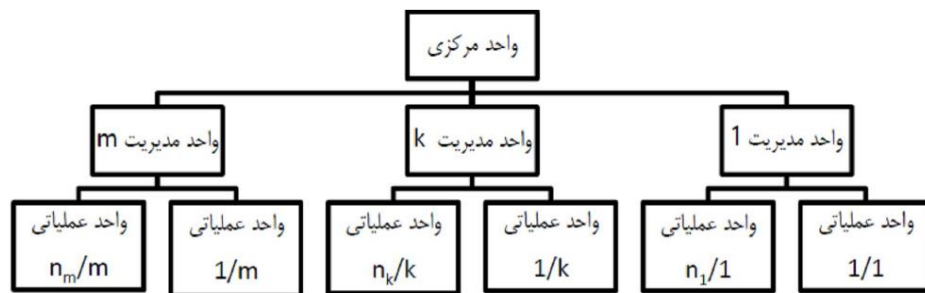 واحد مرکزی
واحد مدیریت 1
واحد مدیریت k
واحد مدیریت m
واحد عملیاتی
1/1
واحد عملیاتی
n₁/1
واحد عملیاتی
1/k
واحد عملیاتی
nₖ/k
واحد عملیاتی
1/m
واحد عملیاتی
nₘ/m